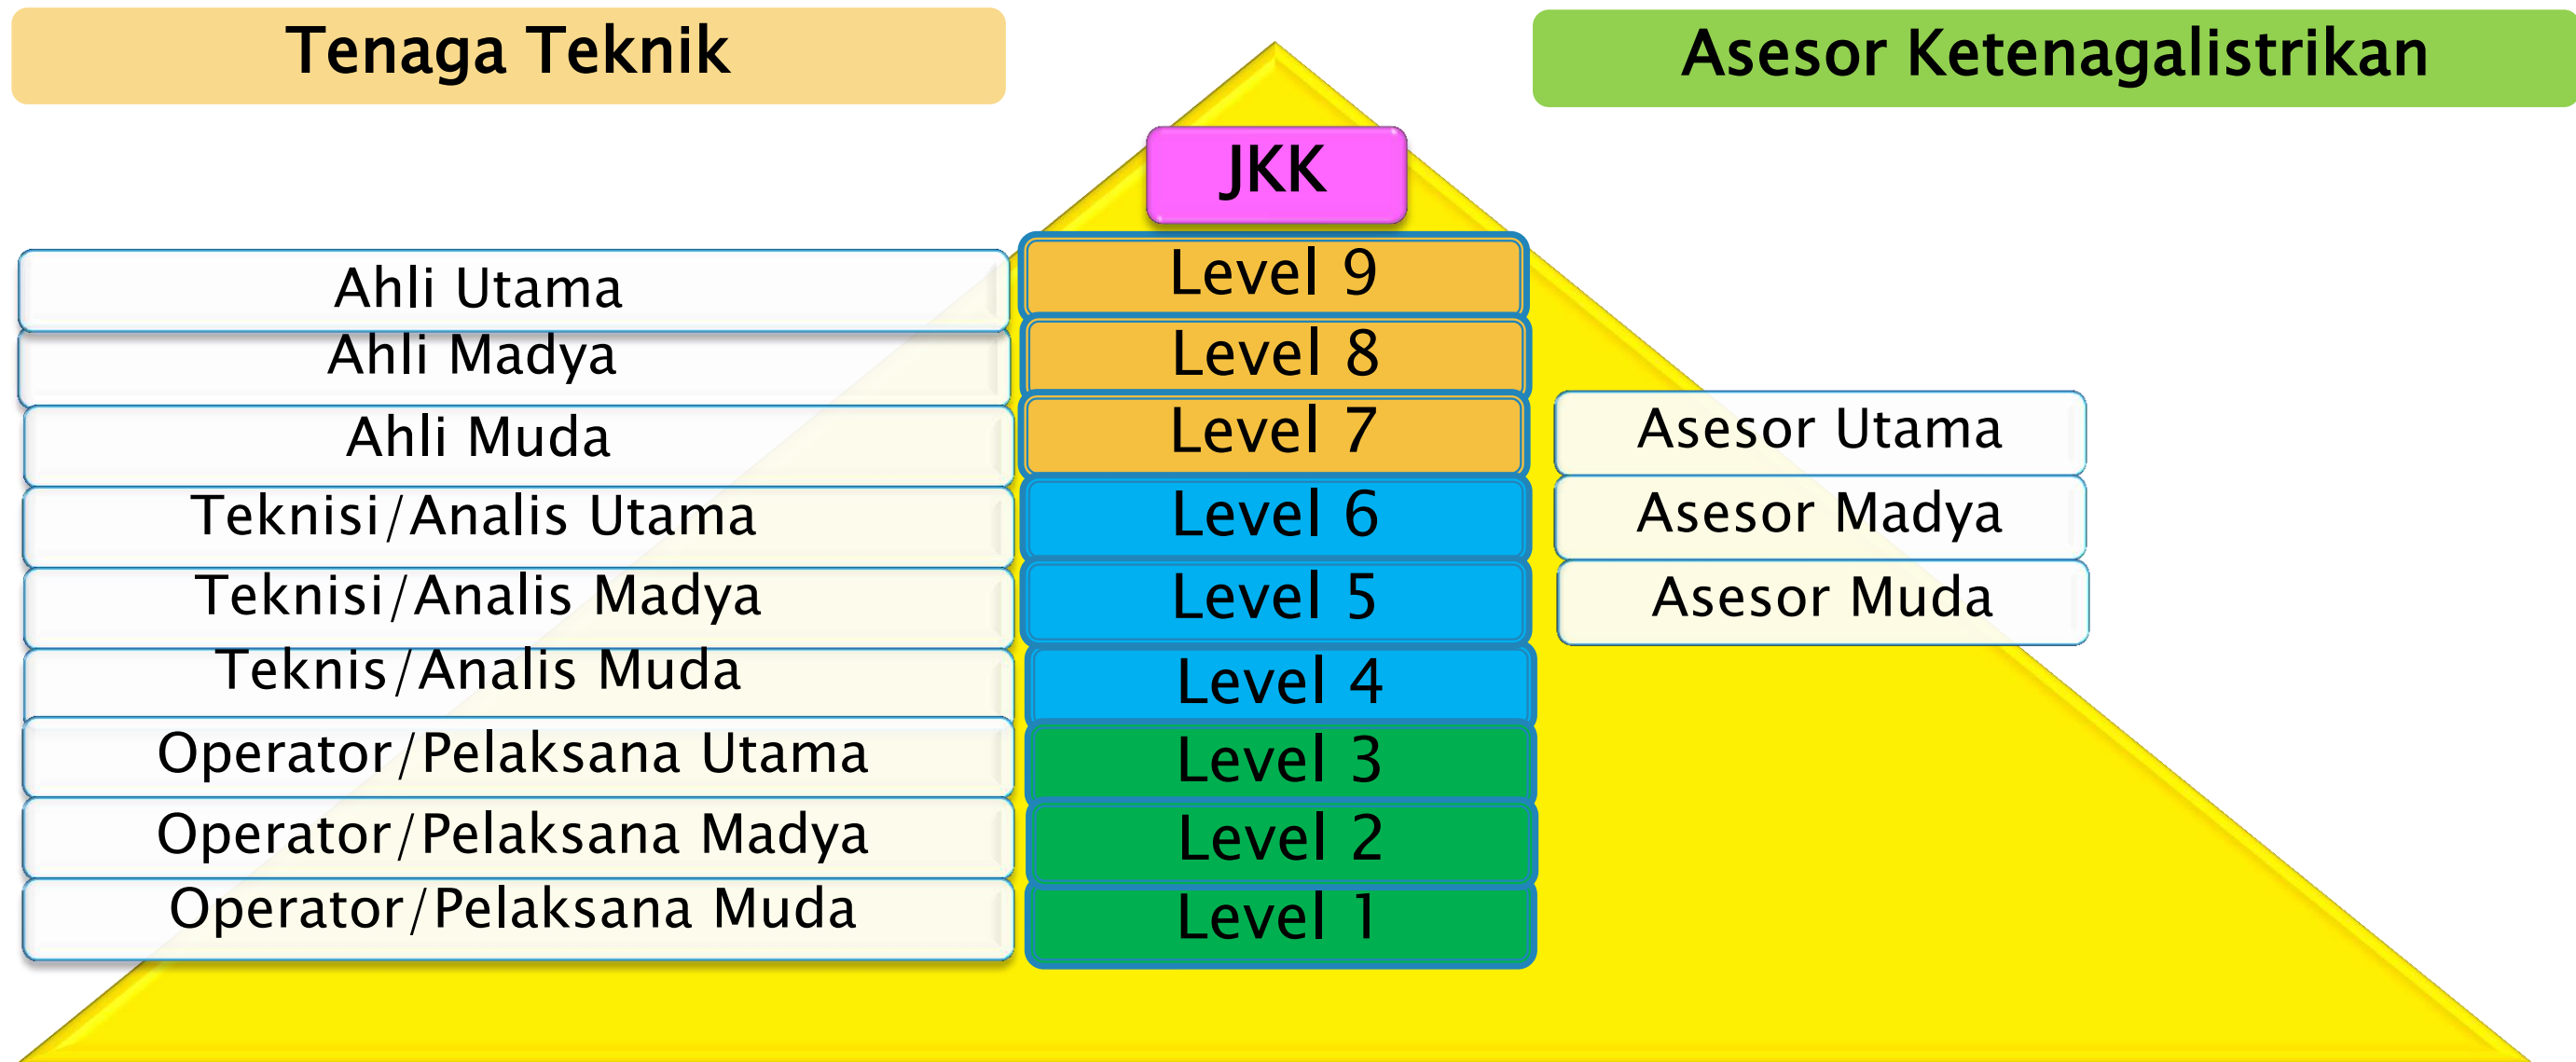 Tenaga Teknik
Asesor Ketenagalistrikan
JKK
Ahli Utama
Level 9
Ahli Madya
Level 8
Ahli Muda
Level 7
Asesor Utama
Teknisi/Analis Utama
Level 6
Asesor Madya
Teknisi/Analis Madya
Level 5
Asesor Muda
Teknis/Analis Muda
Level 4
Operator/Pelaksana Utama
Level 3
Operator/Pelaksana Madya
Level 2
Operator/Pelaksana Muda
Level 1